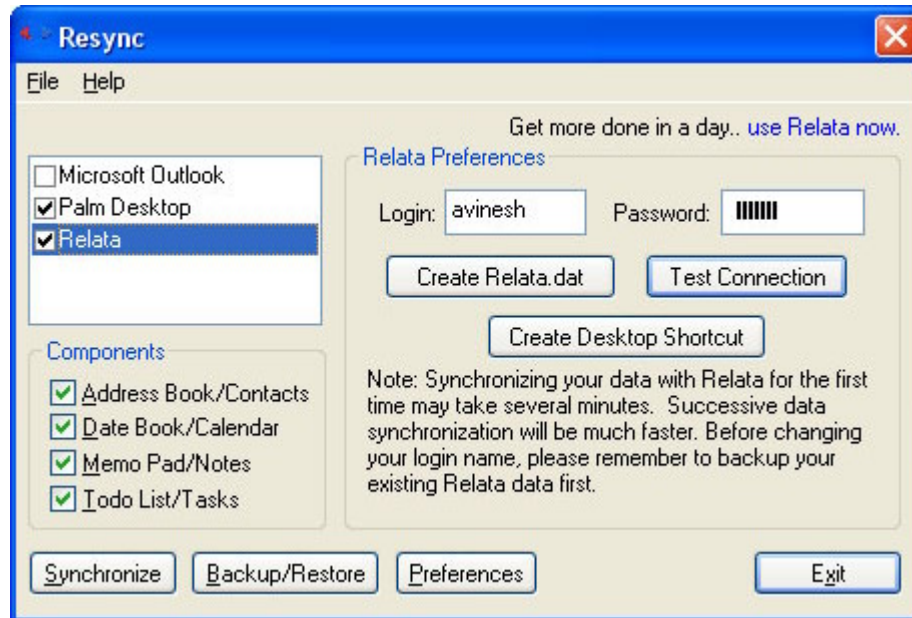 Resync
File Help
Get more done in a day.. use Relata now.
Microsoft Outlook
Palm Desktop
Relata
Components
Address Book/Contacts
Date Book/Calendar
Memo Pad/Notes
Todo List/Tasks
Relata Preferences
Login: avinesh Password:
Create Relata.dat Test Connection
Create Desktop Shortcut
Note: Synchronizing your data with Relata for the first
time may take several minutes. Successive data
synchronization will be much faster. Before changing
your login name, please remember to backup your
existing Relata data first.
Synchronize Backup/Restore Preferences Exit